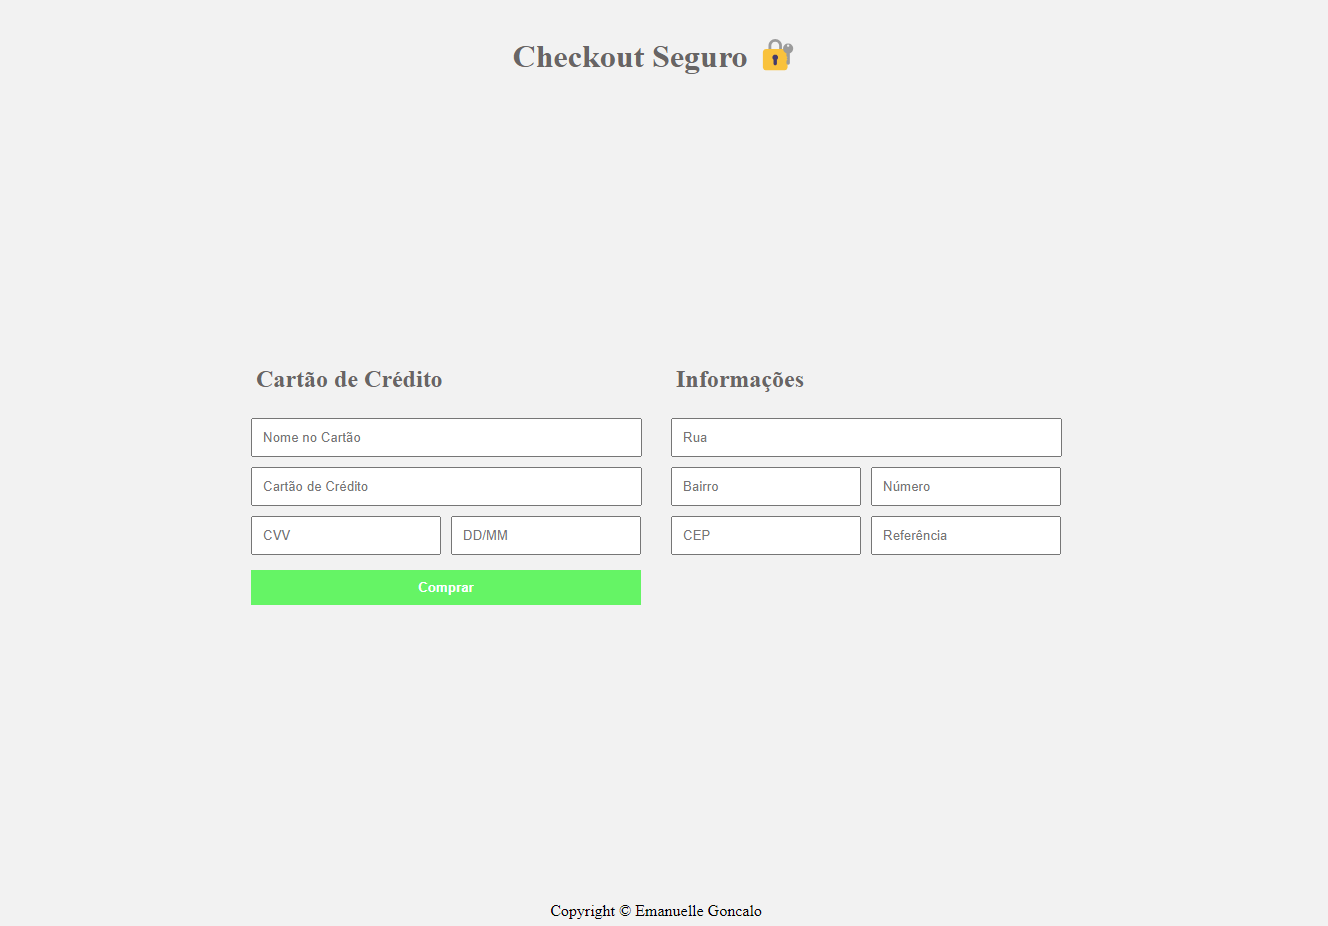 Checkout Seguro
Cartão de Crédito
Nome no Cartão
Cartão de Crédito
CVV DD/MM
Comprar
Informações
Rua
Bairro Número
CEP Referência
Copyright © Emanuelle Goncalo